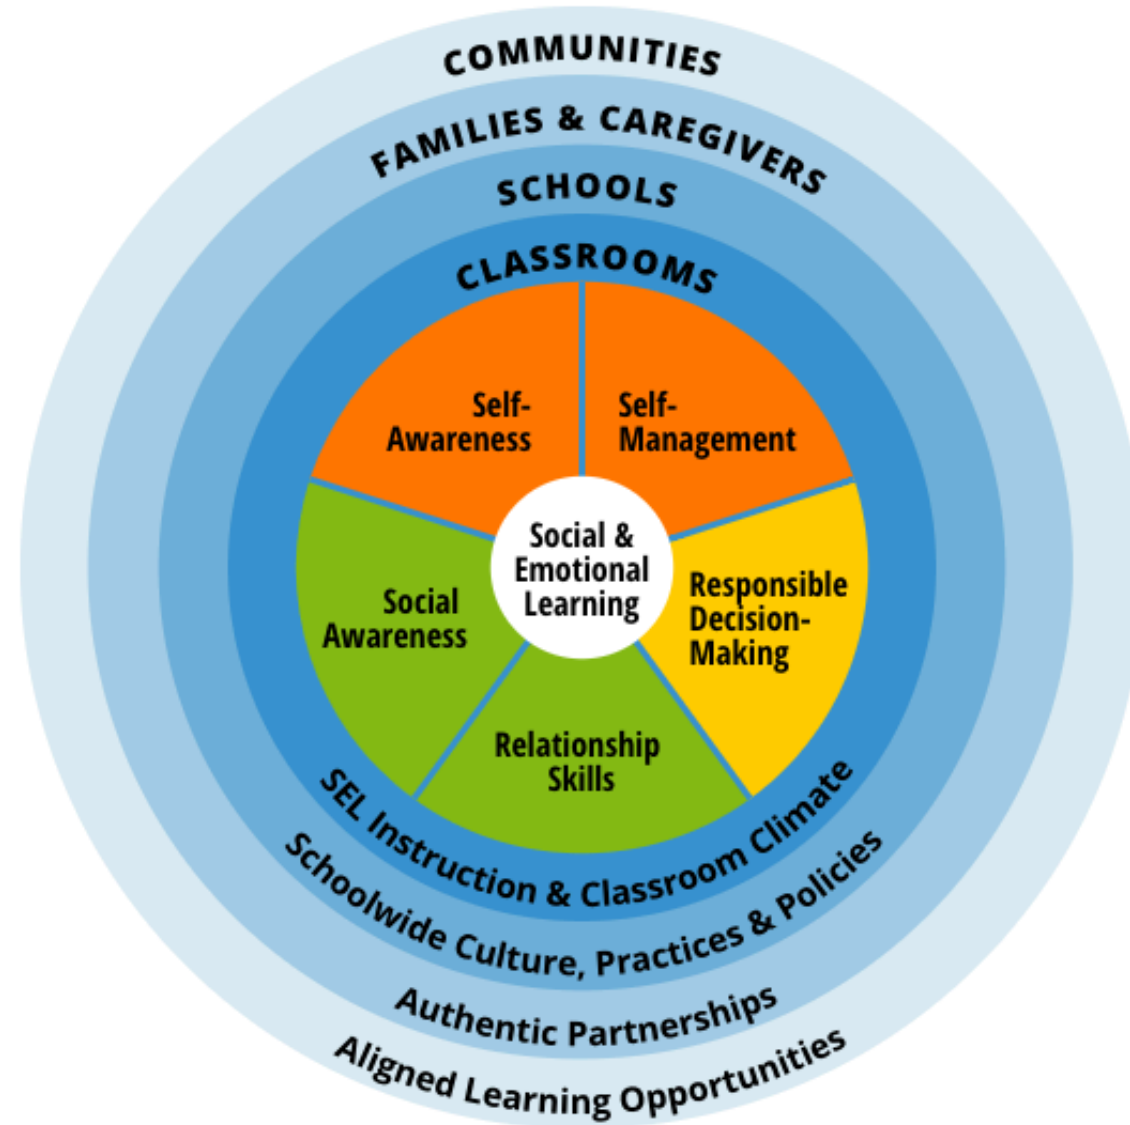 COMMUNITIES
FAMILIES & CAREGIVERS
SCHOOLS
CLASSROOMS
Self-
Awareness
Self-
Management
Social &
Emotional
Learning
Social
Awareness
Responsible
Decision-
Making
Relationship
Skills
SEL Instruction & Classroom Climate
Schoolwide Culture, Practices & Policies
Authentic Partnerships
Aligned Learning Opportunities